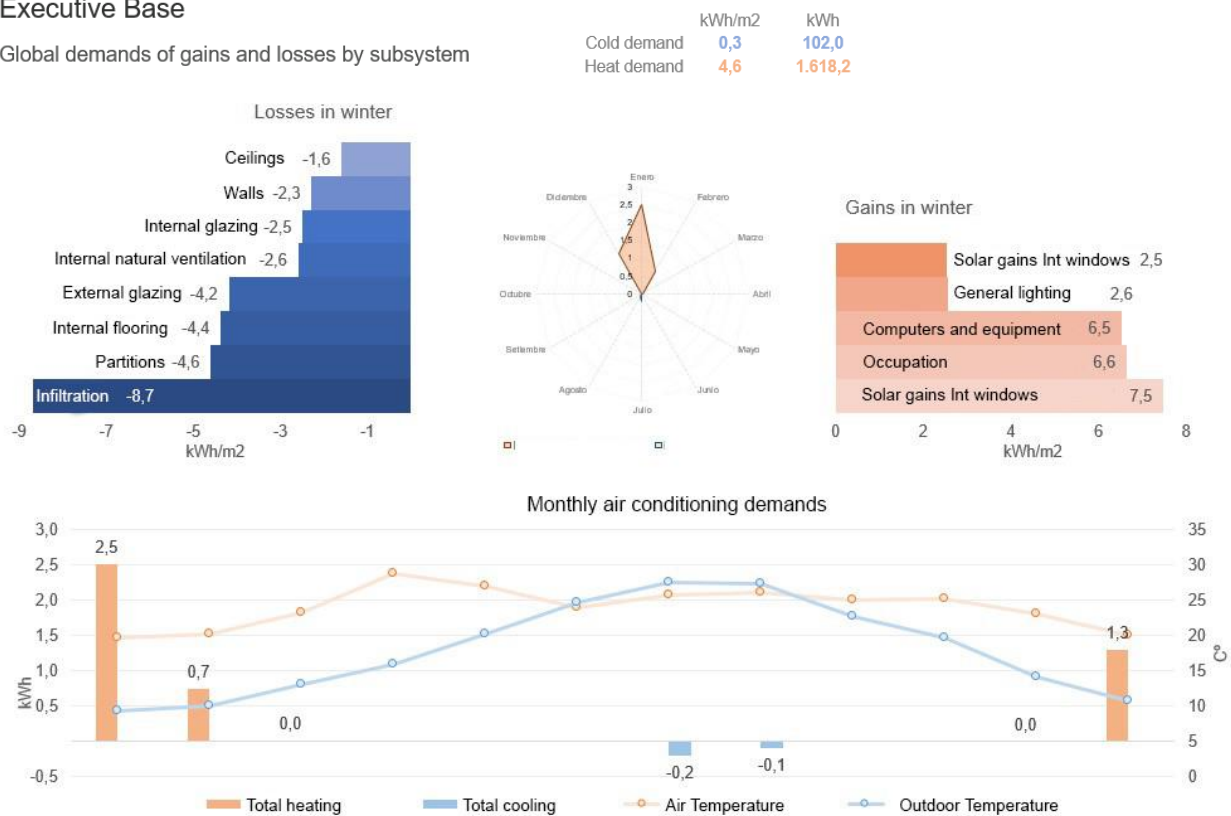 Executive Base
Global demands of gains and losses by subsystem
kWh/m2 kWh
Cold demand 0,3 102,0
Heat demand 4,6 1.618,2
Losses in winter
Ceilings -1,6
Walls -2,3
Internal glazing -2,5
Internal natural ventilation -2,6
External glazing -4,2
Internal flooring -4,4
Partitions -4,6
Infiltration -8,7
-9 -7 -5 -3 -1
kWh/m2
Enero
Febrero
Marzo
Abril
Mayo
Junio
Julio
Agosto
Setiembre
Octubre
Noviembre
Diciembre
3
2,5
2
1,5
1
0,5
0
Gains in winter
Solar gains Int windows 2,5
General lighting 2,6
Computers and equipment 6,5
Occupation 6,6
Solar gains Int windows 7,5
0 2 4 6 8
kWh/m2
Monthly air conditioning demands
3,0
2,5
2,0
1,5
1,0
0,5
-0,5
kWh
2,5
0,7
0,0
-0,2
-0,1
0,0
1,3
35
30
25
20
15
10
5
0
C°
Total heating Total cooling Air Temperature Outdoor Temperature